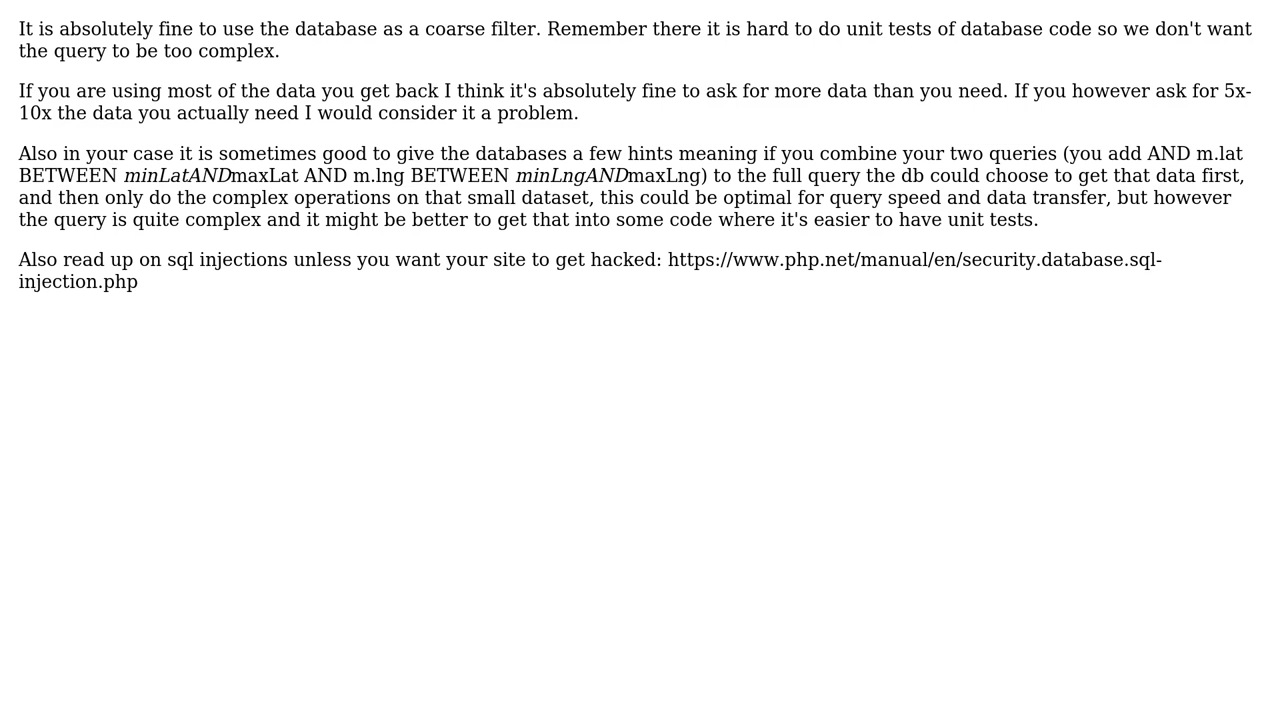 It is absolutely fine to use the database as a coarse filter. Remember there it is hard to do unit tests of database code so we don't want
the query to be too complex.
If you are using most of the data you get back I think it's absolutely fine to ask for more data than you need. If you however ask for 5x-
10x the data you actually need I would consider it a problem.
Also in your case it is sometimes good to give the databases a few hints meaning if you combine your two queries (you add AND m.lat
BETWEEN minLatANDmaxLat AND m.lng BETWEEN minLngANDmaxLng) to the full query the db could choose to get that data first,
and then only do the complex operations on that small dataset, this could be optimal for query speed and data transfer, but however
the query is quite complex and it might be better to get that into some code where it's easier to have unit tests.
Also read up on sql injections unless you want your site to get hacked: https://www.php.net/manual/en/security.database.sql-
injection.php